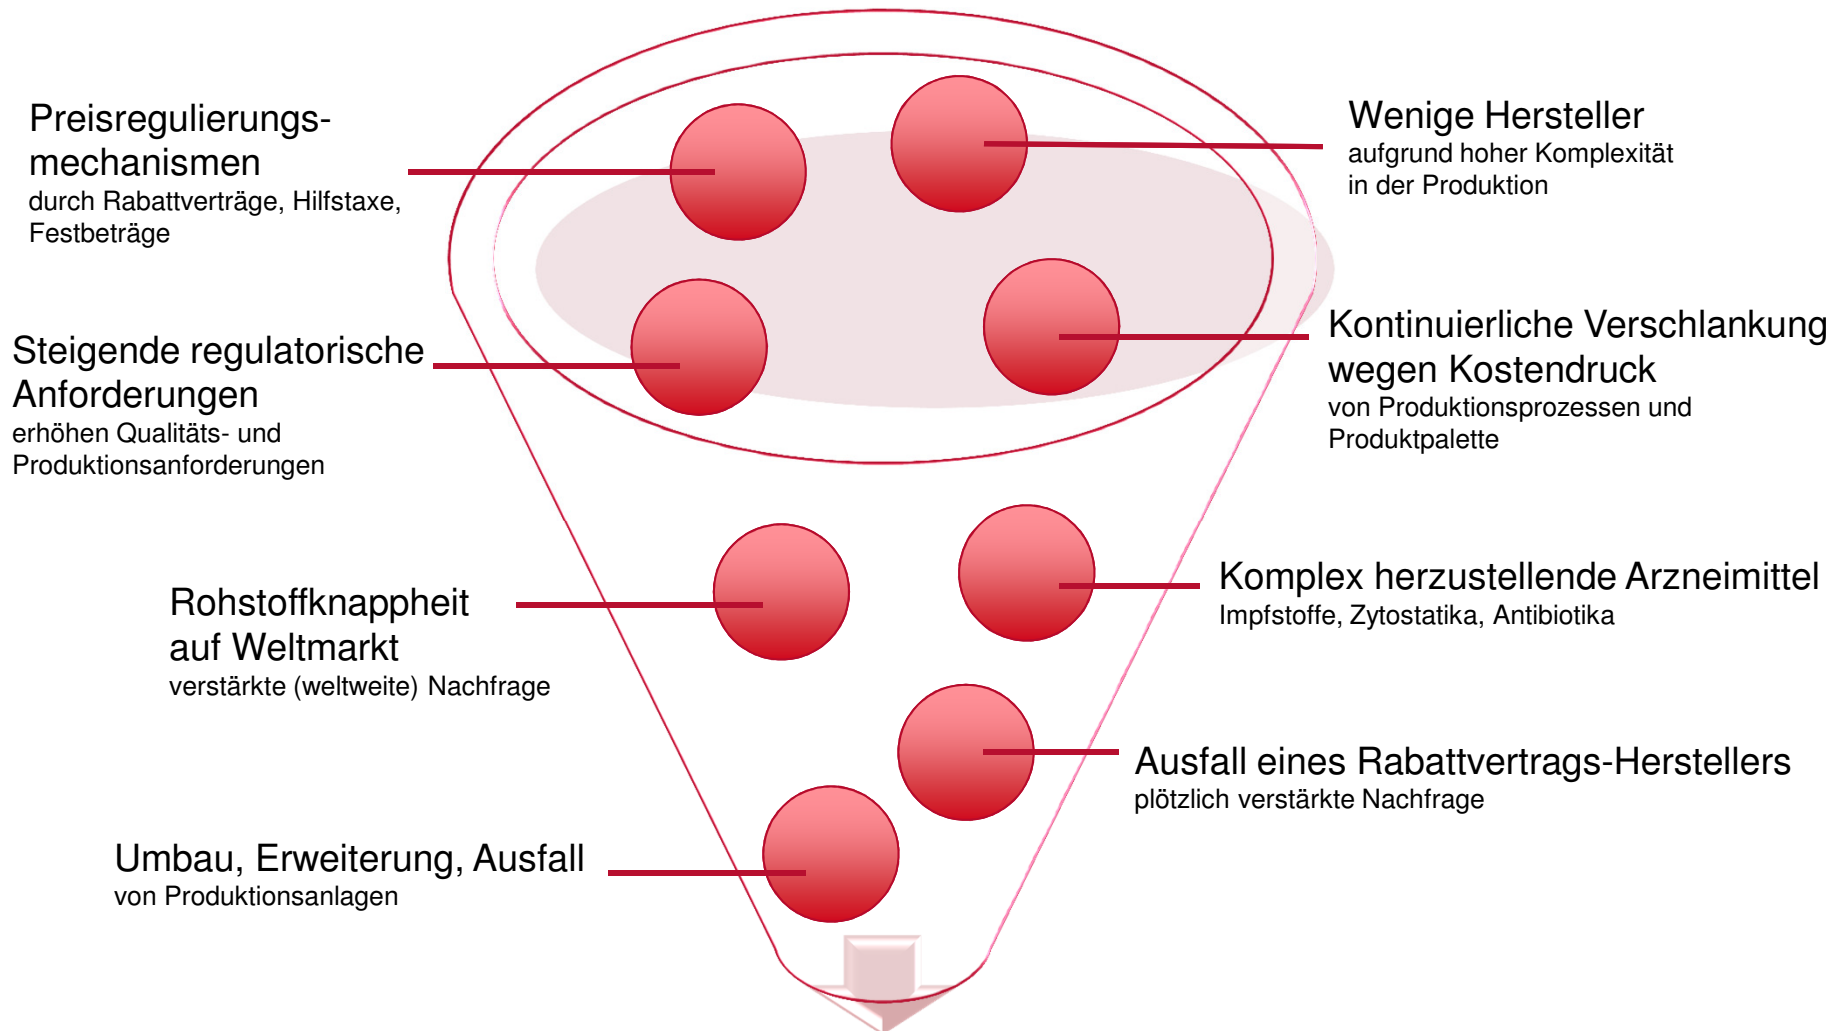 Preisregulierungs-
mechanismen
durch Rabattverträge, Hilfstaxe,
Festbeträge
Wenige Hersteller
aufgrund hoher Komplexität
in der Produktion
Steigende regulatorische
Anforderungen
erhöhen Qualitäts- und
Produktionsanforderungen
Kontinuierliche Verschlankung
wegen Kostendruck
von Produktionsprozessen und
Produktpalette
Rohstoffknappheit
auf Weltmarkt
verstärkte (weltweite) Nachfrage
Komplex herzustellende Arzneimittel
Impfstoffe, Zytostatika, Antibiotika
Ausfall eines Rabattvertrags-Herstellers
plötzlich verstärkte Nachfrage
Umbau, Erweiterung, Ausfall
von Produktionsanlagen